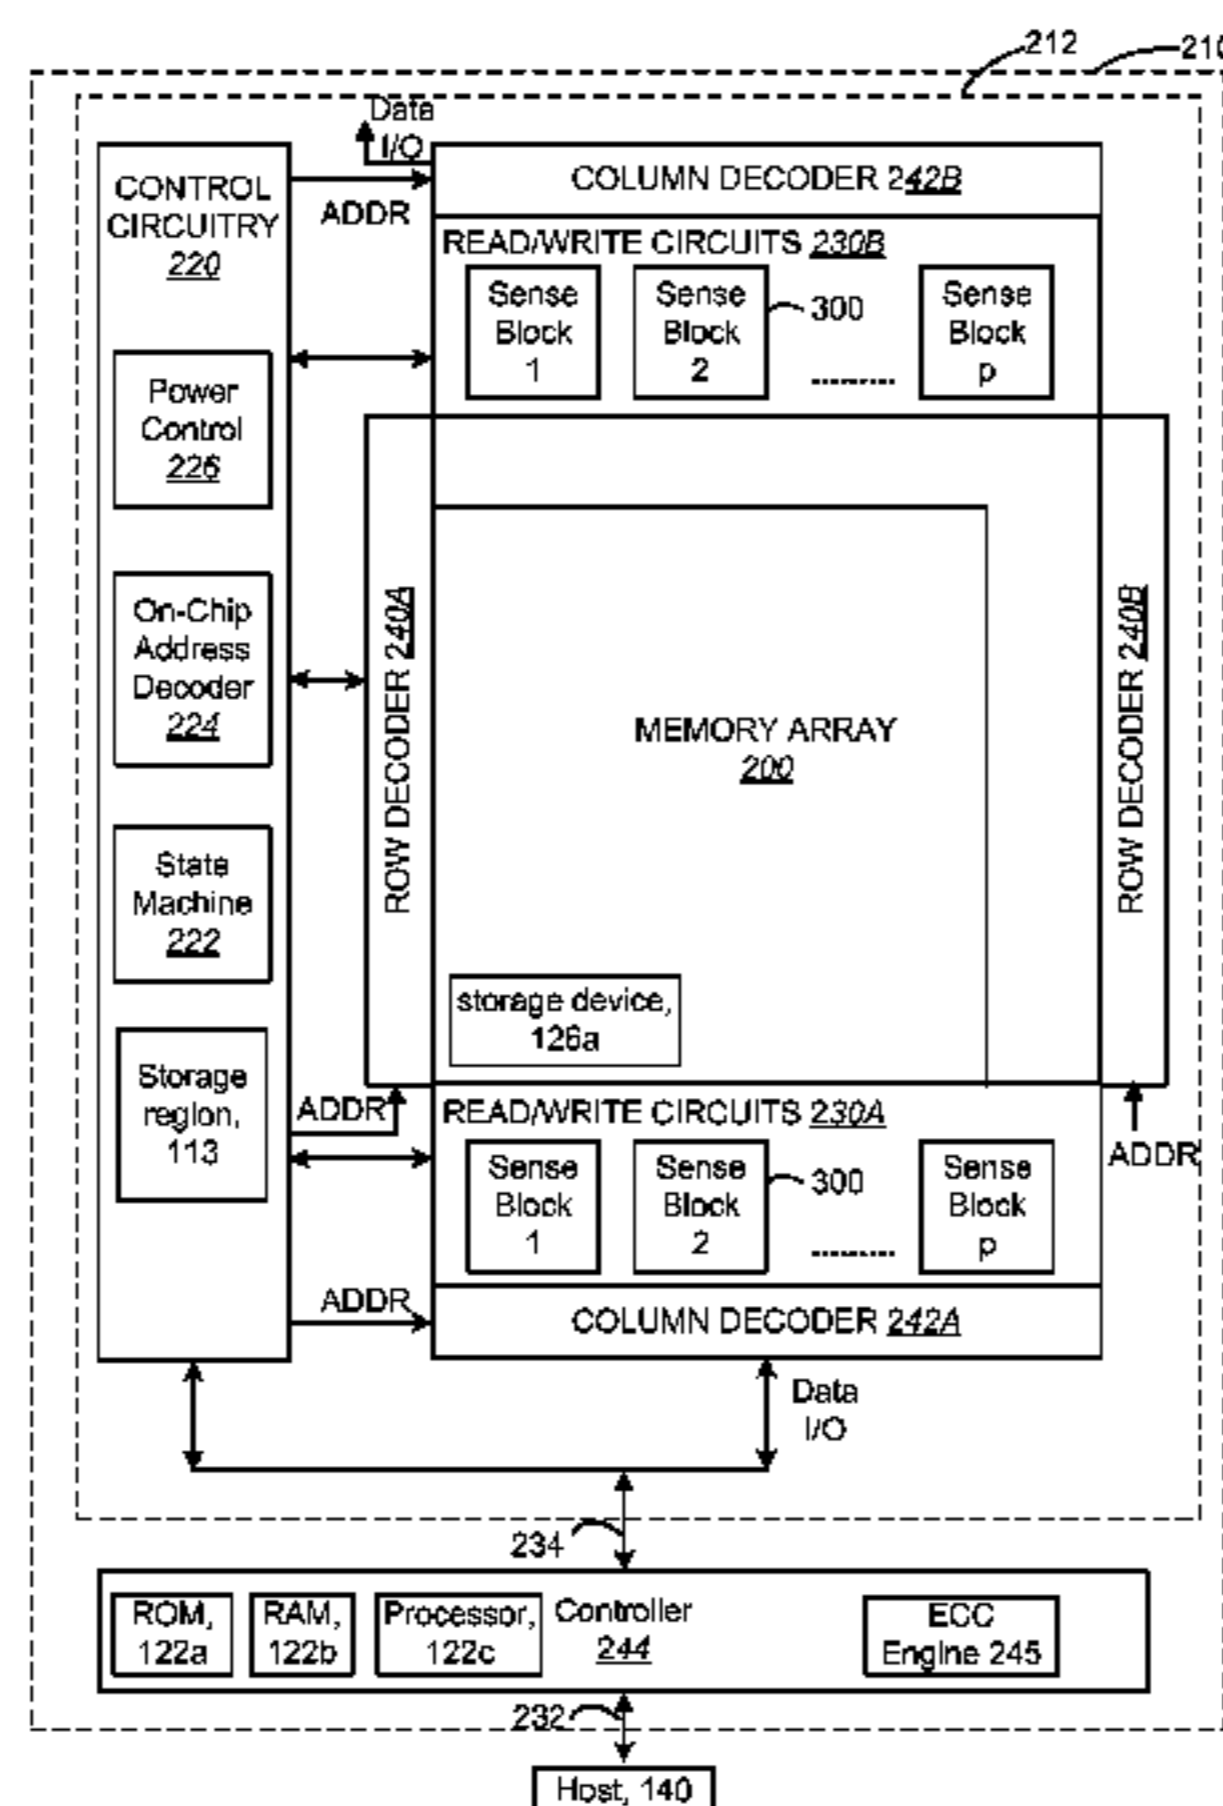 212
210
Data
I/O
CONTROL
CIRCUITRY
220
ADDR
COLUMN DECODER 242B
READ/WRITE CIRCUITS 230B
Sense
Block
1
Sense
Block
2
300
..........
Sense
Block
p
Power
Control
226
On-Chip
Address
Decoder
224
State
Machine
222
Storage
region,
113
ROW DECODER 240A
MEMORY ARRAY
200
storage device,
126a
ROW DECODER 240B
ADDR
READ/WRITE CIRCUITS 230A
Sense
Block
1
Sense
Block
2
300
..........
Sense
Block
p
ADDR
ADDR
COLUMN DECODER 242A
Data
I/O
234
ROM,
122a
RAM,
122b
Processor,
122c
Controller
244
ECC
Engine 245
232
Host, 140